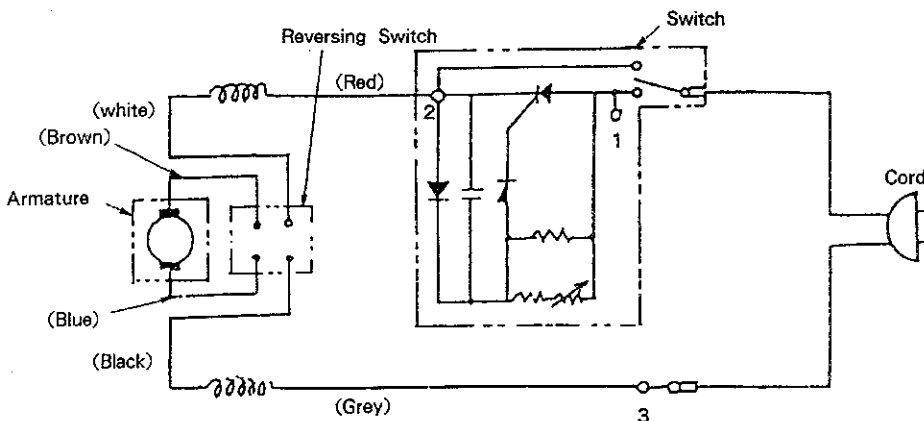 Switch
Reversing Switch
(Red)
(white)
2
1
(Brown)
Armature
Cord
(Blue)
(Black)
(Grey)
3